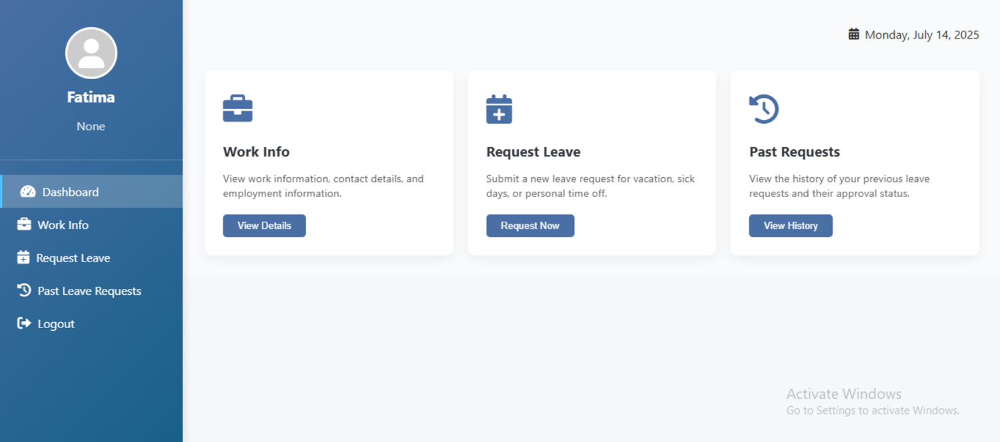 Fatima
None
Dashboard
Work Info
Request Leave
Past Leave Requests
Logout
Monday, July 14, 2025
Work Info
View work information, contact details, and
employment information.
View Details
Request Leave
Submit a new leave request for vacation, sick
days, or personal time off.
Request Now
Past Requests
View the history of your previous leave
requests and their approval status.
View History
Activate Windows
Go to Settings to activate Windows.